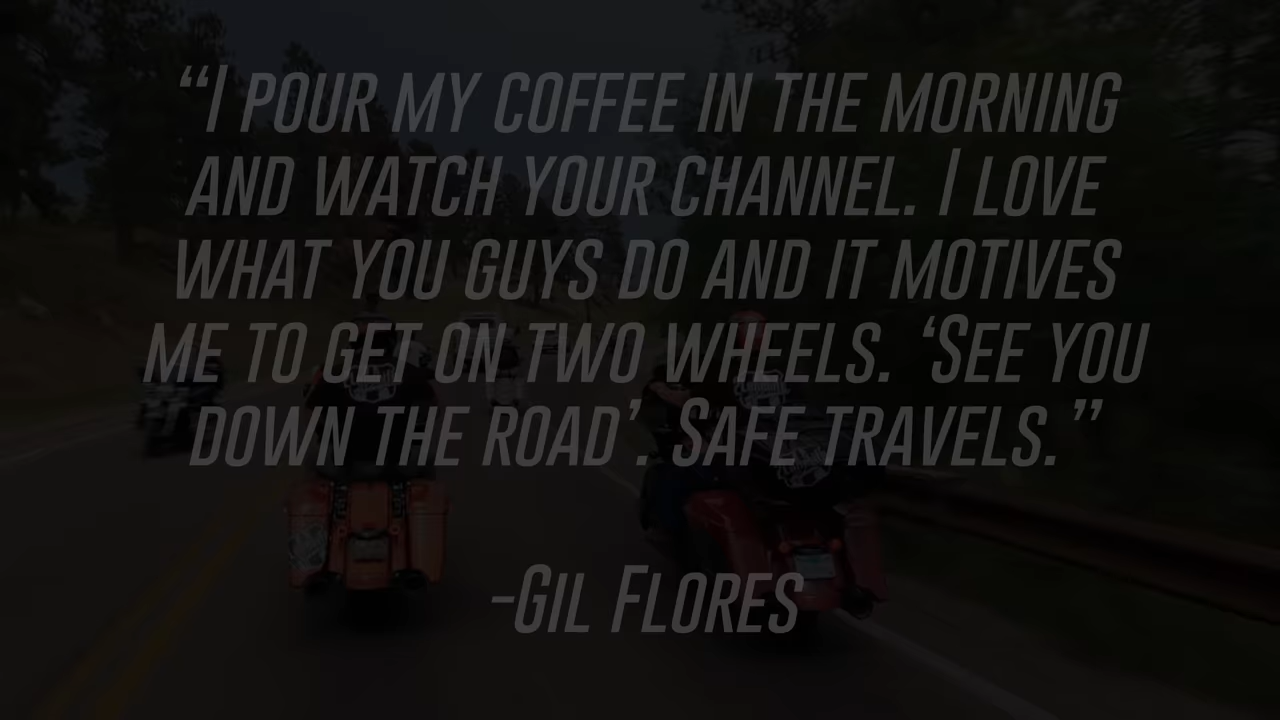 “I POUR MY COFFEE IN THE MORNING
AND WATCH YOUR CHANNEL. I LOVE
WHAT YOU GUYS DO AND IT MOTIVES
ME TO GET ON TWO WHEELS. ‘SEE YOU
DOWN THE ROAD’. SAFE TRAVELS.”
-GIL FLORES